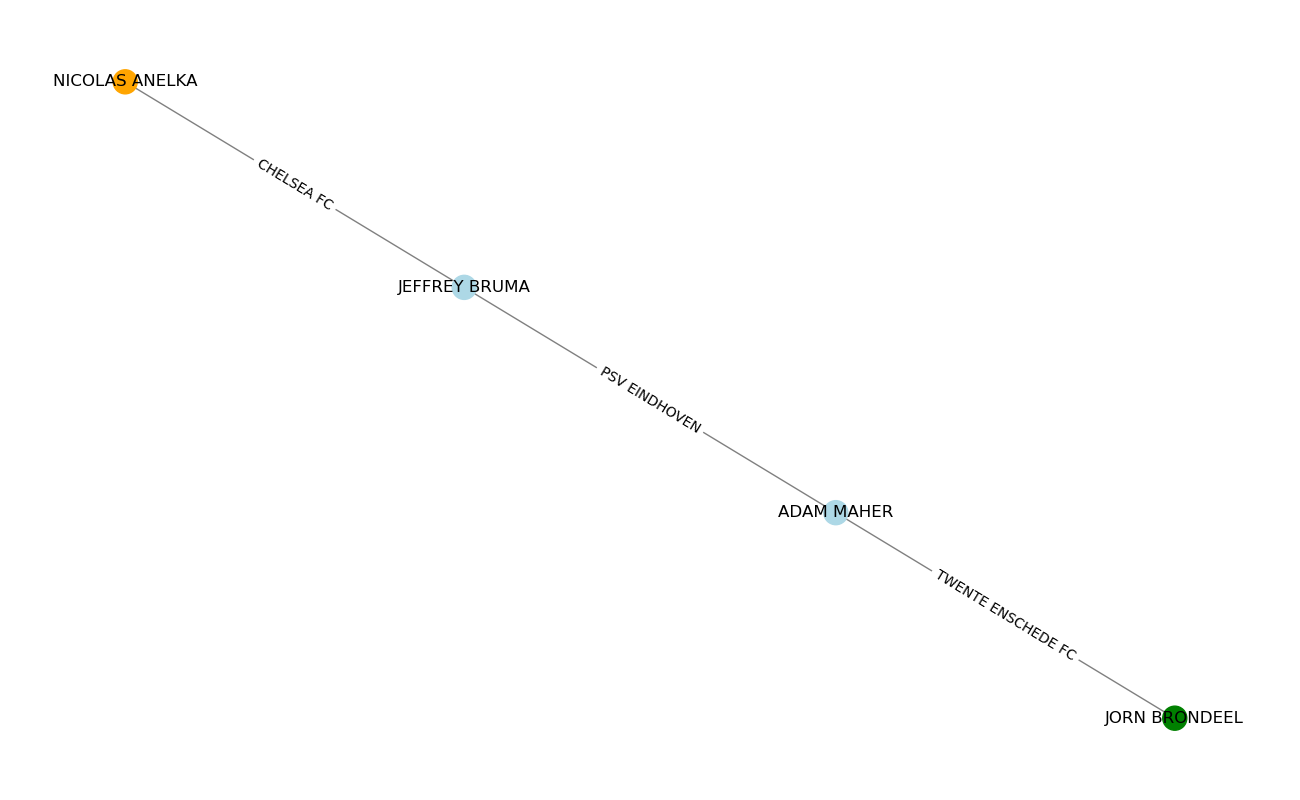 NICOLAS ANELKA
CHELSEA FC
JEFFREY BRUMA
PSV EINDHOVEN
ADAM MAHER
TWENTE ENSCHEDE FC
JORN BRONDEEL